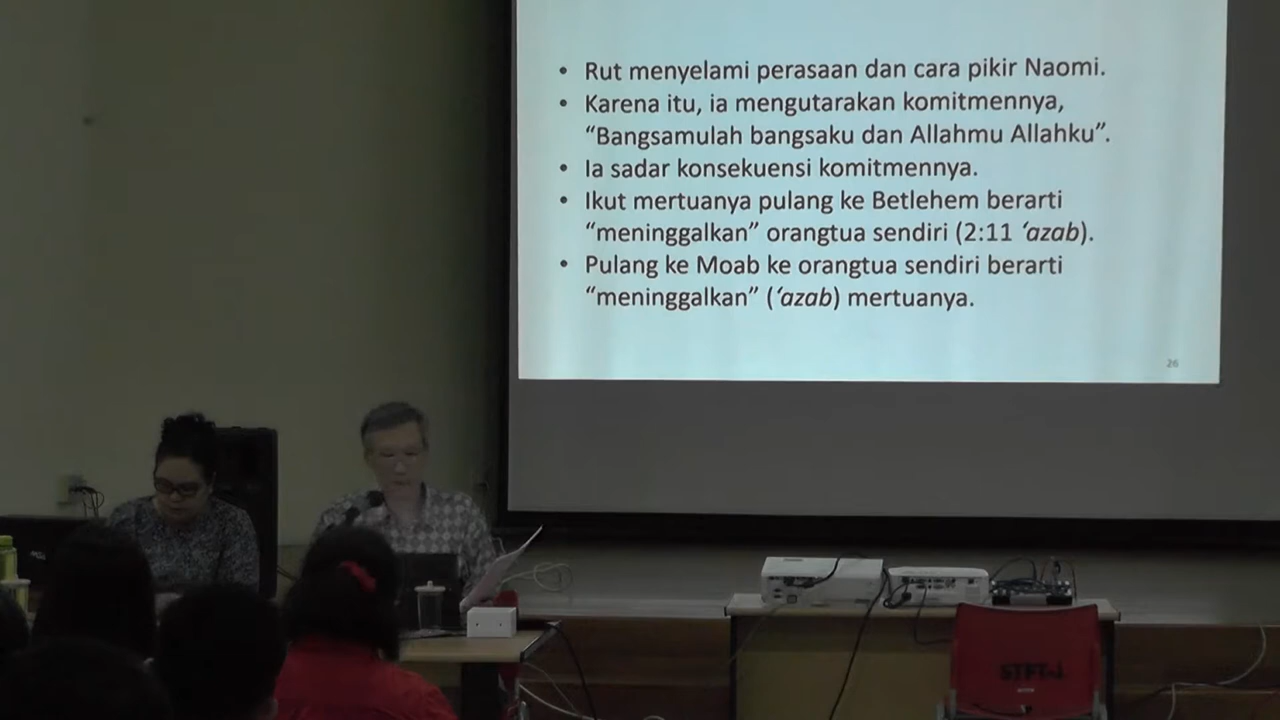 • Rut menyelami perasaan dan cara pikir Naomi.
• Karena itu, ia mengutarakan komitmennya,
“Bangsamulah bangsaku dan Allahmu Allahku”.
• Ia sadar konsekuensi komitmennya.
• Ikut mertuanya pulang ke Betlehem berarti
“meninggalkan” orangtua sendiri (2:11 ‘azab).
• Pulang ke Moab ke orangtua sendiri berarti
“meninggalkan” (‘azab) mertuanya.
26
STFT-J